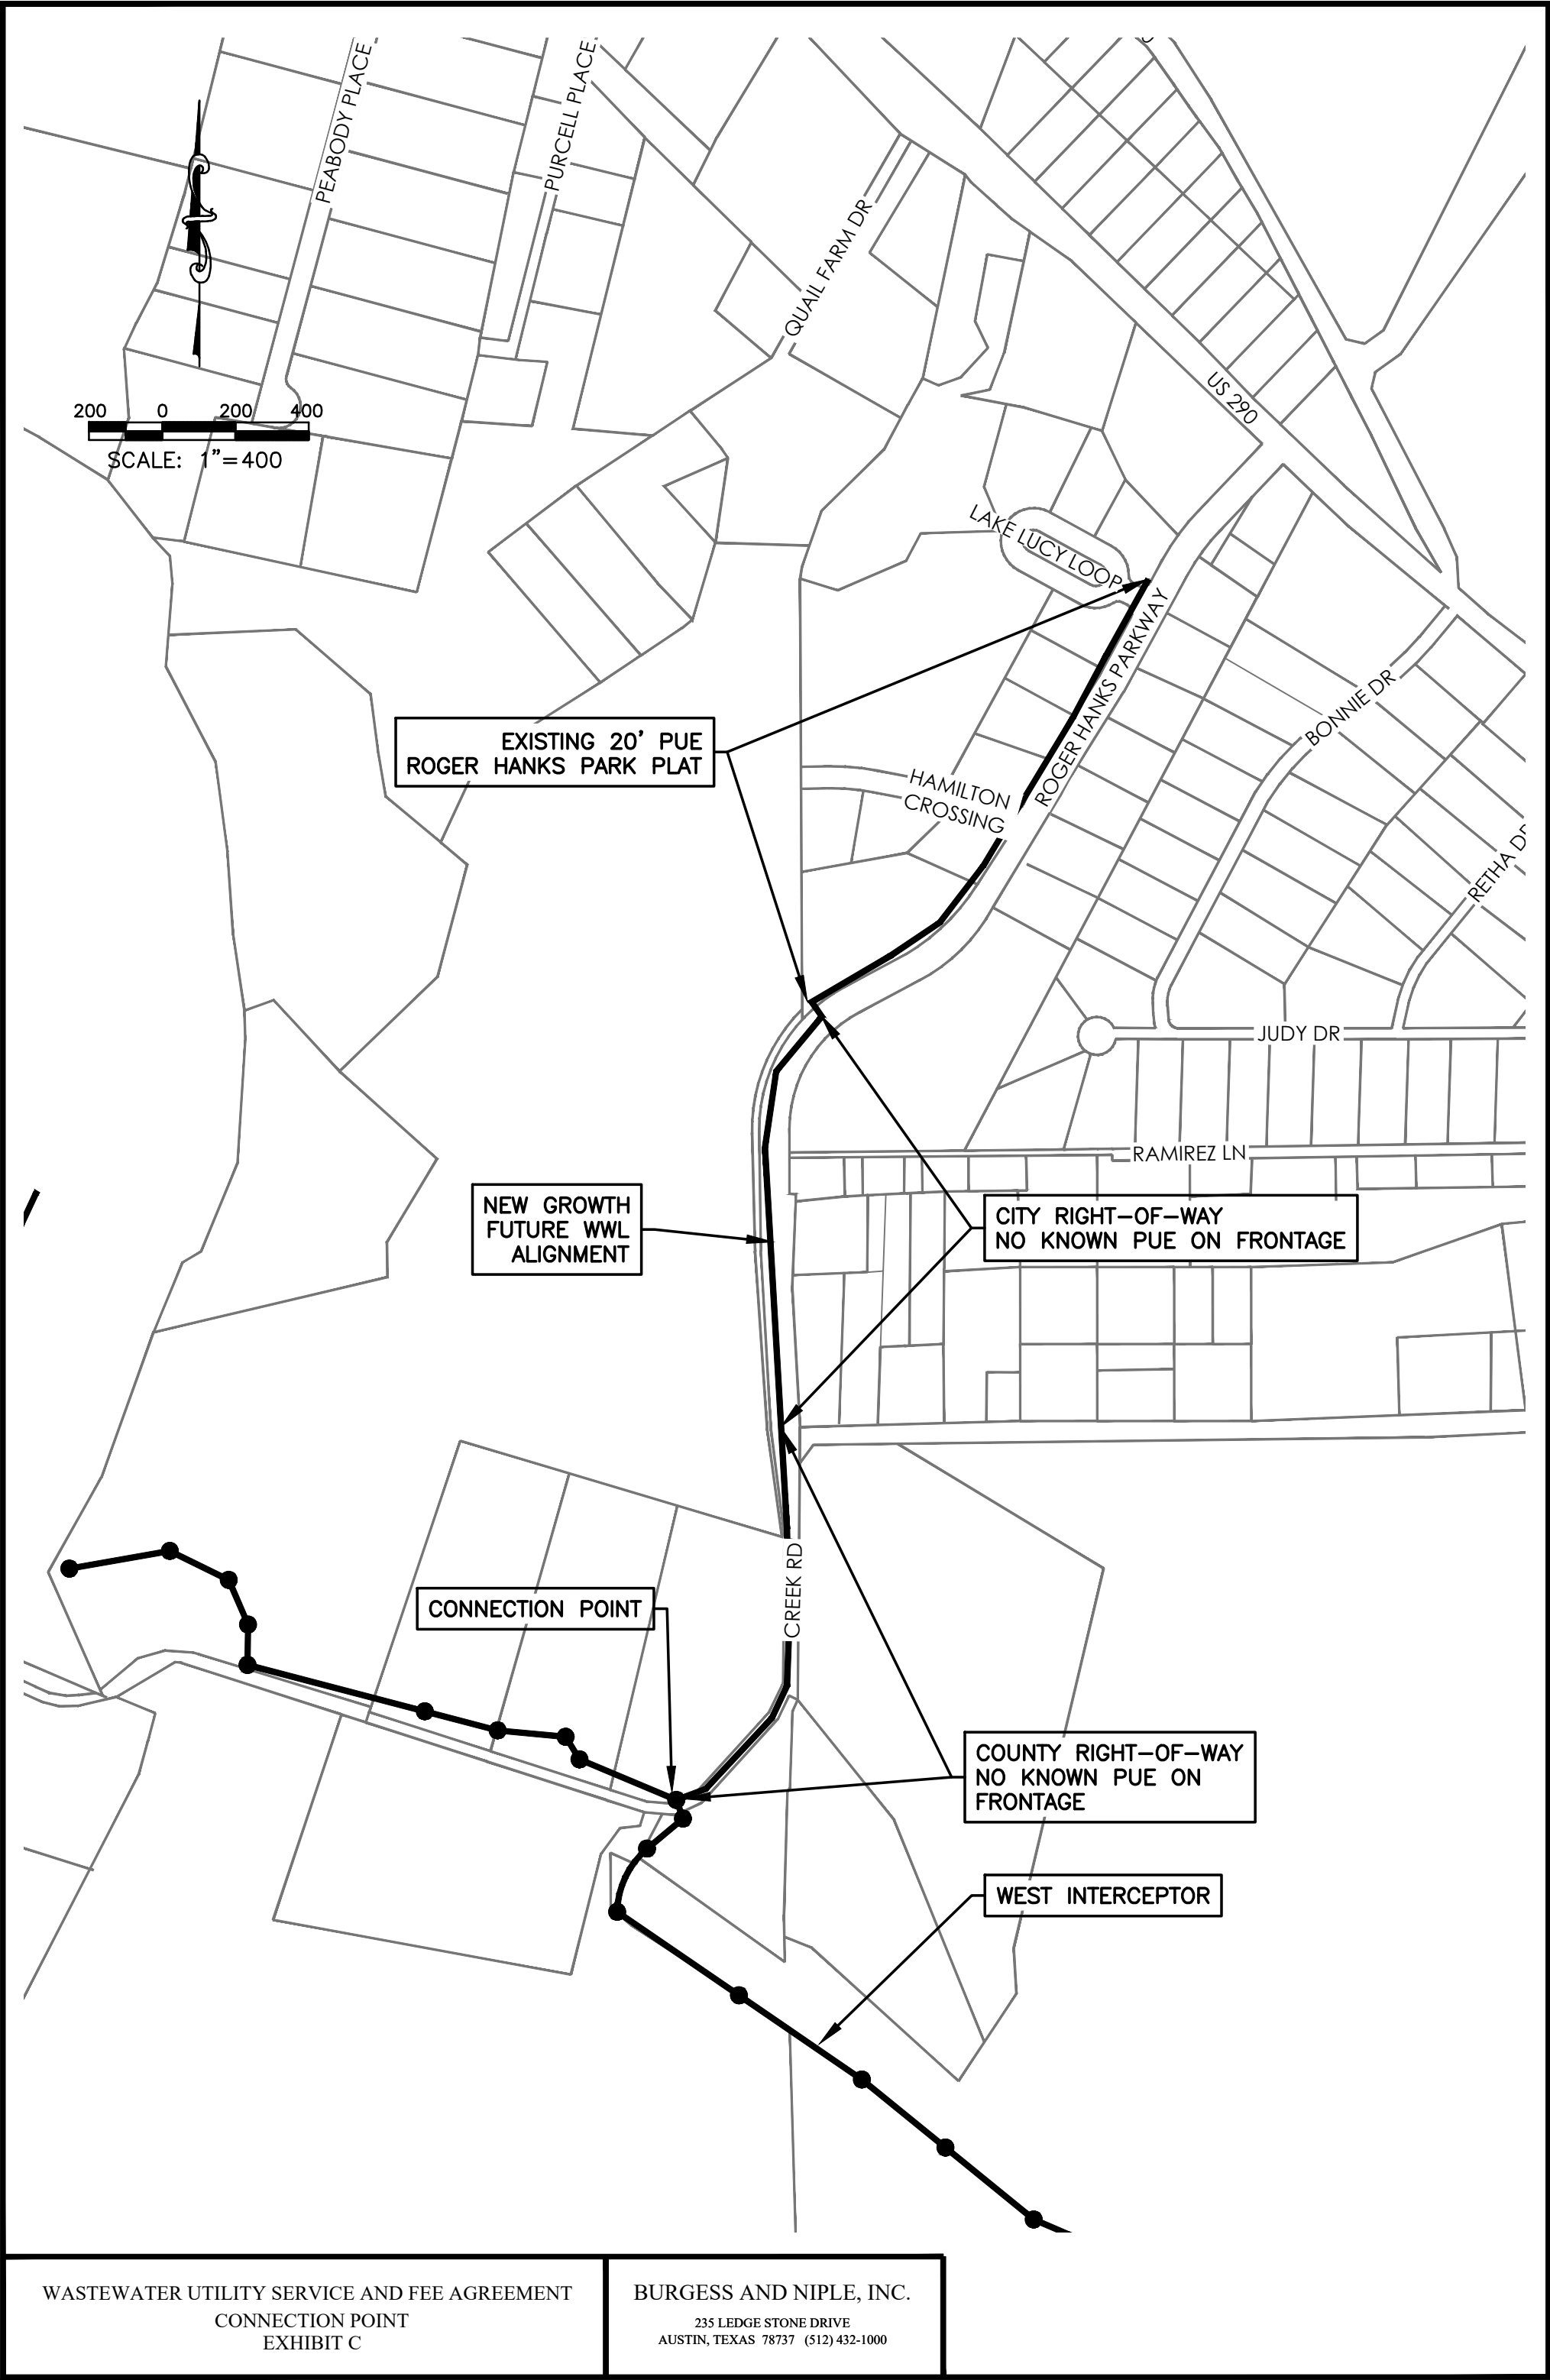 PEABODY PLACE
PURCELL PLACE
QUAIL FARM DR
US 290
200 0 200 400
SCALE: 1"=400
LAKE LUCY LOOP
ROGER HANKS PARKWAY
BONNIE DR
EXISTING 20' PUE
ROGER HANKS PARK PLAT
HAMILTON
CROSSING
RETHA DR
JUDY DR
RAMIREZ LN
NEW GROWTH
FUTURE WWL
ALIGNMENT
CITY RIGHT-OF-WAY
NO KNOWN PUE ON FRONTAGE
CREEK RD
CONNECTION POINT
COUNTY RIGHT-OF-WAY
NO KNOWN PUE ON
FRONTAGE
WEST INTERCEPTOR
WASTEWATER UTILITY SERVICE AND FEE AGREEMENT
CONNECTION POINT
EXHIBIT C
BURGESS AND NIPLE, INC.
235 LEDGE STONE DRIVE
AUSTIN, TEXAS 78737 (512) 432-1000